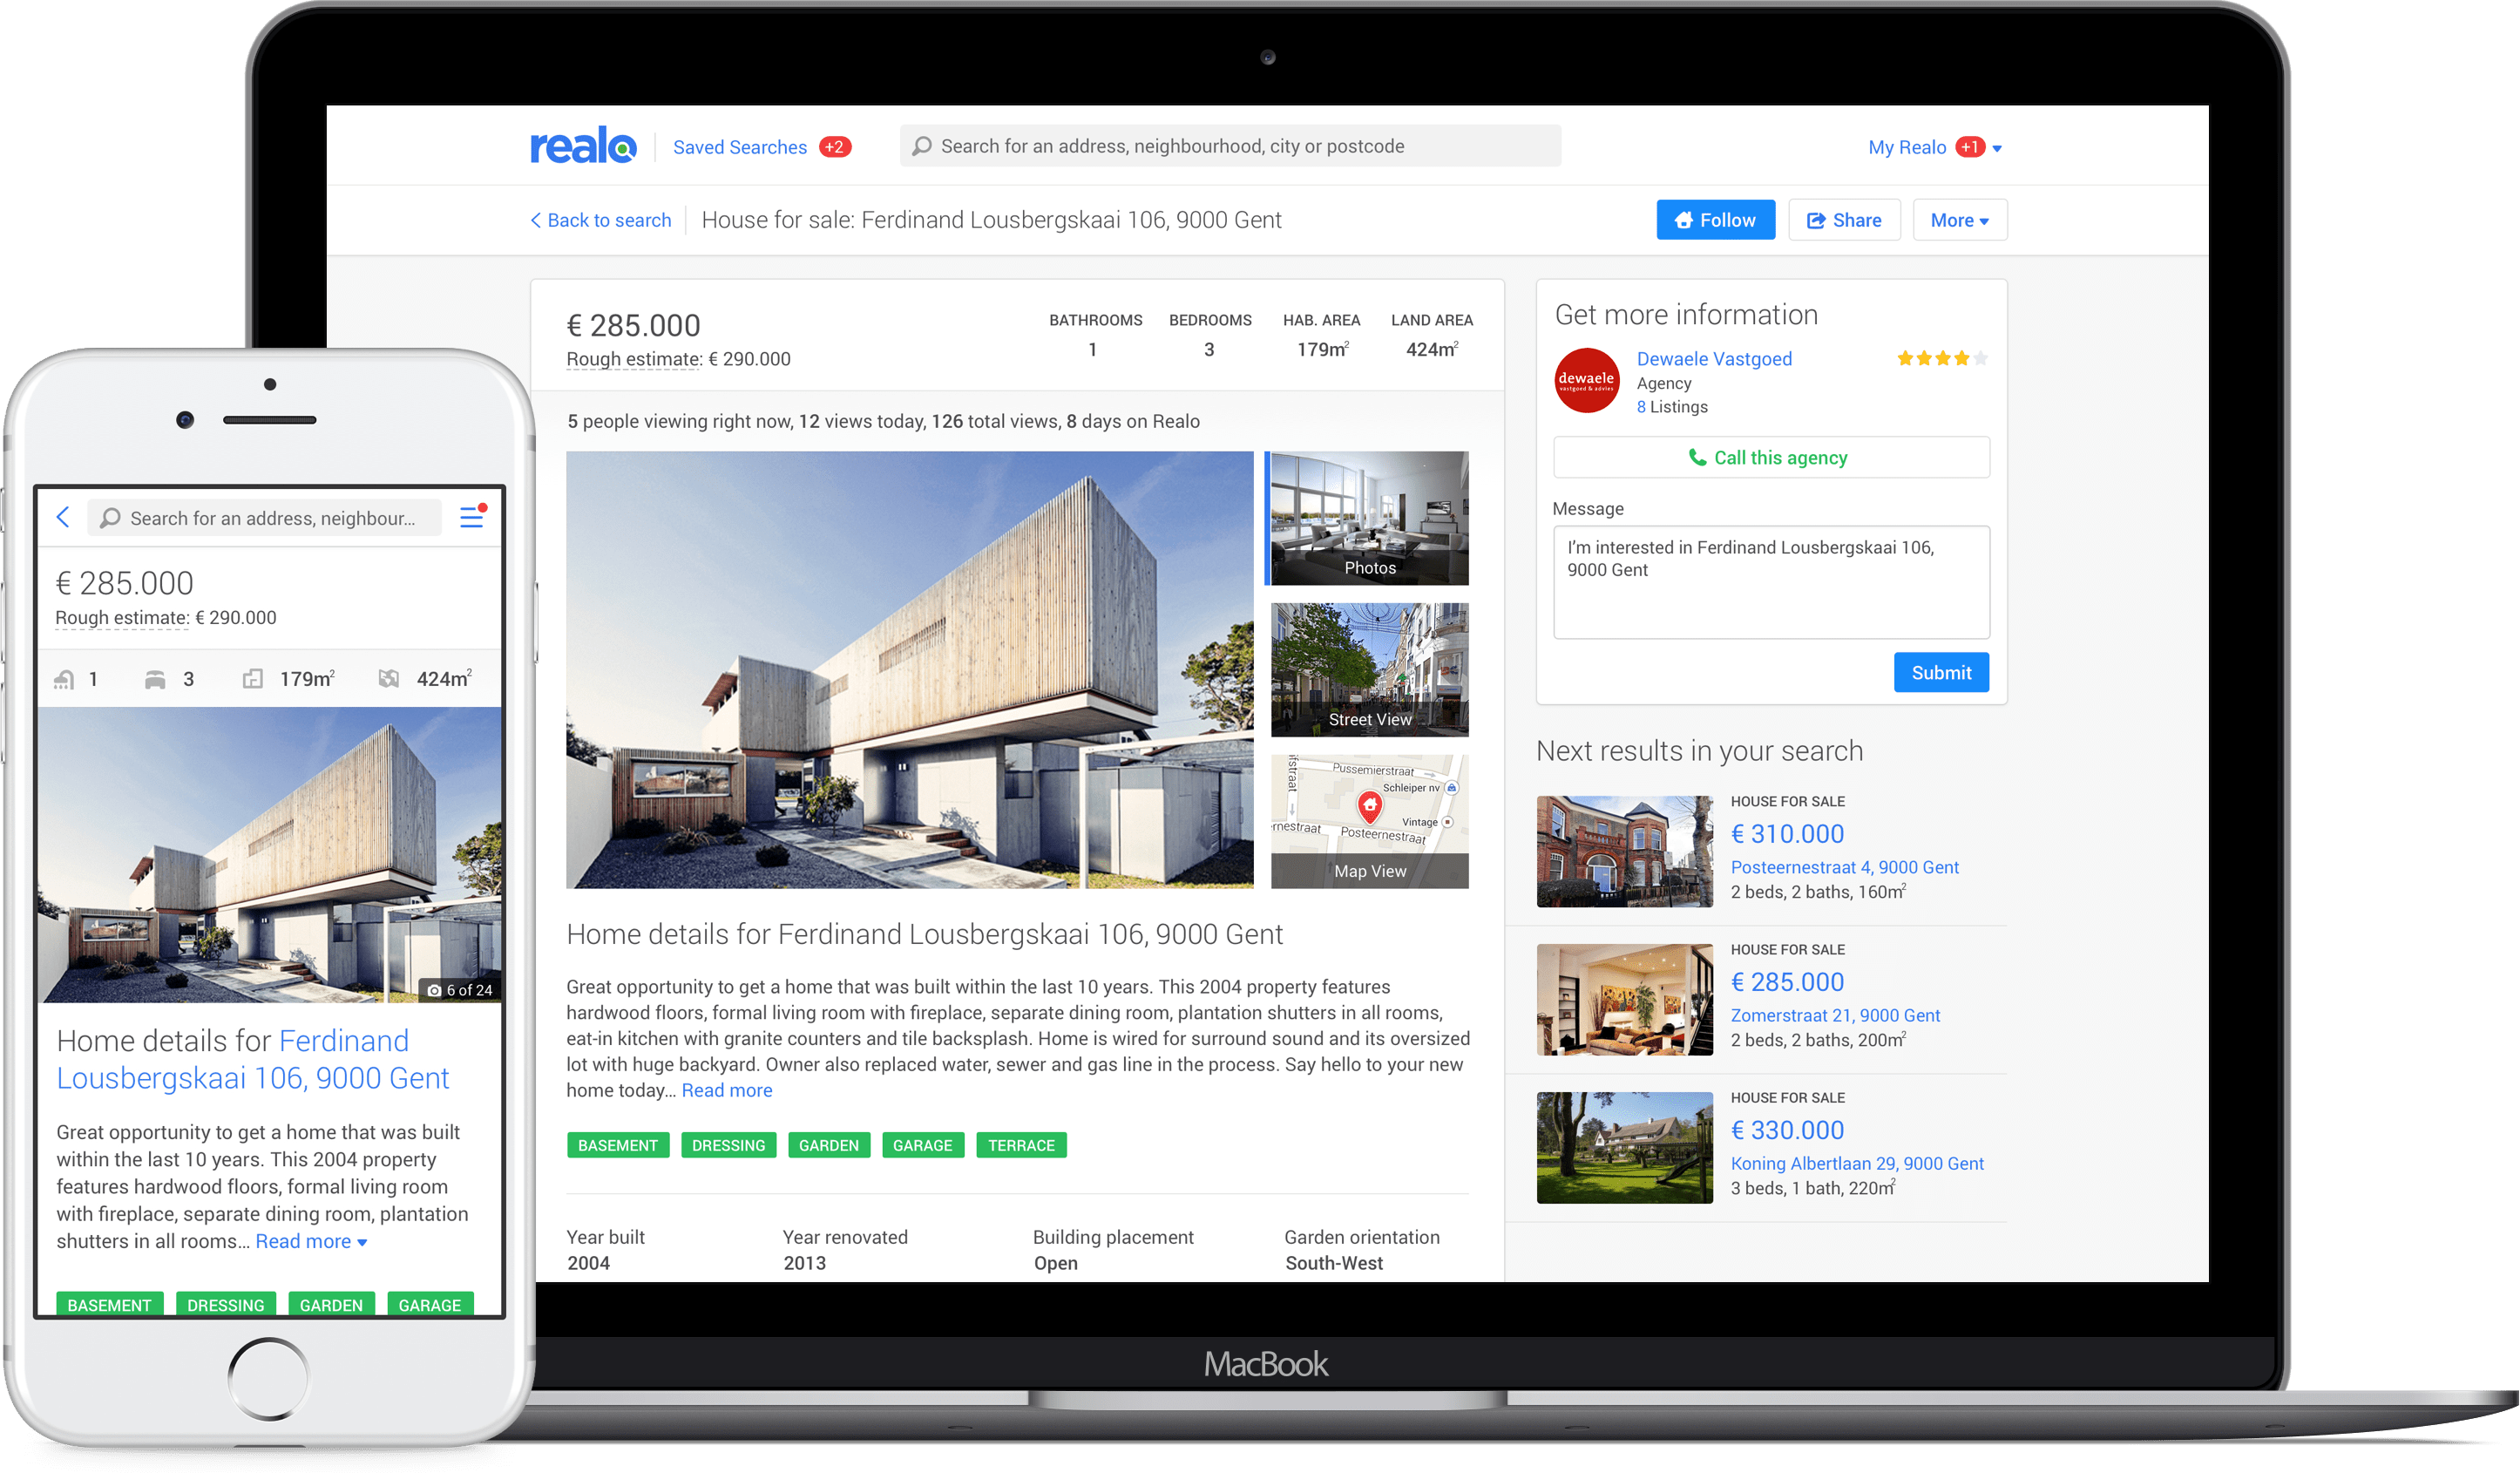 realo
Saved Searches +2
Search for an address, neighbourhood, city or postcode
My Realo +1
Back to search
House for sale: Ferdinand Lousbergskaai 106, 9000 Gent
Follow
Share
More
€ 285.000
Rough estimate: € 290.000
BATHROOMS
1
BEDROOMS
3
HAB. AREA
179m²
LAND AREA
424m²
5 people viewing right now, 12 views today, 126 total views, 8 days on Realo
Photos
Street View
Pussemierstraat
Schleiper nv
Vintage
Posteernestraat
Map View
Home details for Ferdinand Lousbergskaai 106, 9000 Gent
Great opportunity to get a home that was built within the last 10 years. This 2004 property features
hardwood floors, formal living room with fireplace, separate dining room, plantation shutters in all rooms,
eat-in kitchen with granite counters and tile backsplash. Home is wired for surround sound and its oversized
lot with huge backyard. Owner also replaced water, sewer and gas line in the process. Say hello to your new
home today... Read more
BASEMENT
DRESSING
GARDEN
GARAGE
TERRACE
Year built
2004
Year renovated
2013
Building placement
Open
Garden orientation
South-West
Get more information
dewaele
vastgoed & advies
Dewaele Vastgoed
Agency
8 Listings
Call this agency
Message
I'm interested in Ferdinand Lousbergskaai 106,
9000 Gent
Submit
Next results in your search
HOUSE FOR SALE
€ 310.000
Posteernestraat 4, 9000 Gent
2 beds, 2 baths, 160m²
HOUSE FOR SALE
€ 285.000
Zomerstraat 21, 9000 Gent
2 beds, 2 baths, 200m²
HOUSE FOR SALE
€ 330.000
Koning Albertlaan 29, 9000 Gent
3 beds, 1 bath, 220m²
MacBook
Search for an address, neighbour...
€ 285.000
Rough estimate: € 290.000
1
3
179m²
424m²
6 of 24
Home details for Ferdinand
Lousbergskaai 106, 9000 Gent
Great opportunity to get a home that was built
within the last 10 years. This 2004 property
features hardwood floors, formal living room
with fireplace, separate dining room, plantation
shutters in all rooms... Read more
BASEMENT
DRESSING
GARDEN
GARAGE